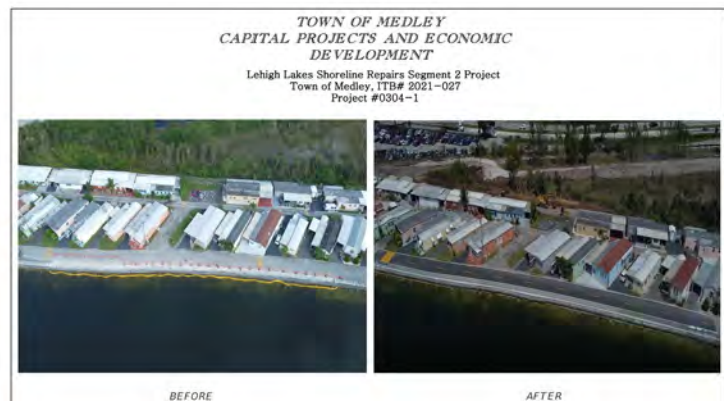 TOWN OF MEDLEY
CAPITAL PROJECTS AND ECONOMIC
DEVELOPMENT
Lehigh Lakes Shoreline Repairs Segment 2 Project
Town of Medley, ITB# 2021-027
Project #0304-1
BEFORE
AFTER